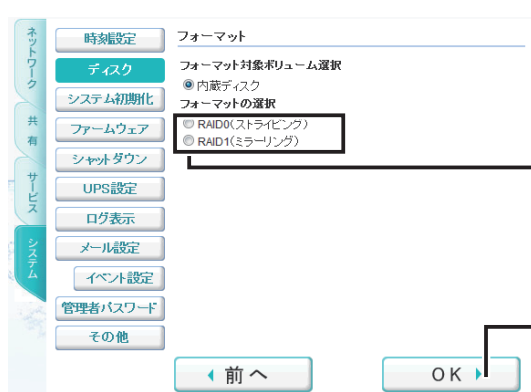 ネットワーク
共有
サービス
システム
時刻設定
ディスク
システム初期化
ファームウェア
シャットダウン
UPS設定
ログ表示
メール設定
イベント設定
管理者パスワード
その他
フォーマット
フォーマット対象ボリューム選択
内蔵ディスク
フォーマットの選択
RAID0(ストライピング)
RAID1(ミラーリング)
前へ
OK